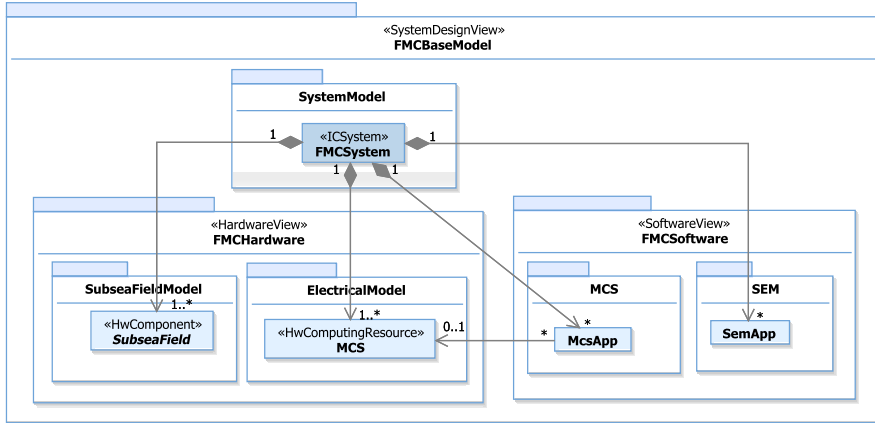 «SystemDesignView»
FMCBaseModel
SystemModel
«ICSystem»
FMCSystem
1
1
1
1
«HardwareView»
FMCHardware
«SoftwareView»
FMCSoftware
SubseaFieldModel
1..*
«HwComponent»
SubseaField
ElectricalModel
1..*
«HwComputingResource»
MCS
0..1
MCS
*
*
McsApp
SEM
*
SemApp